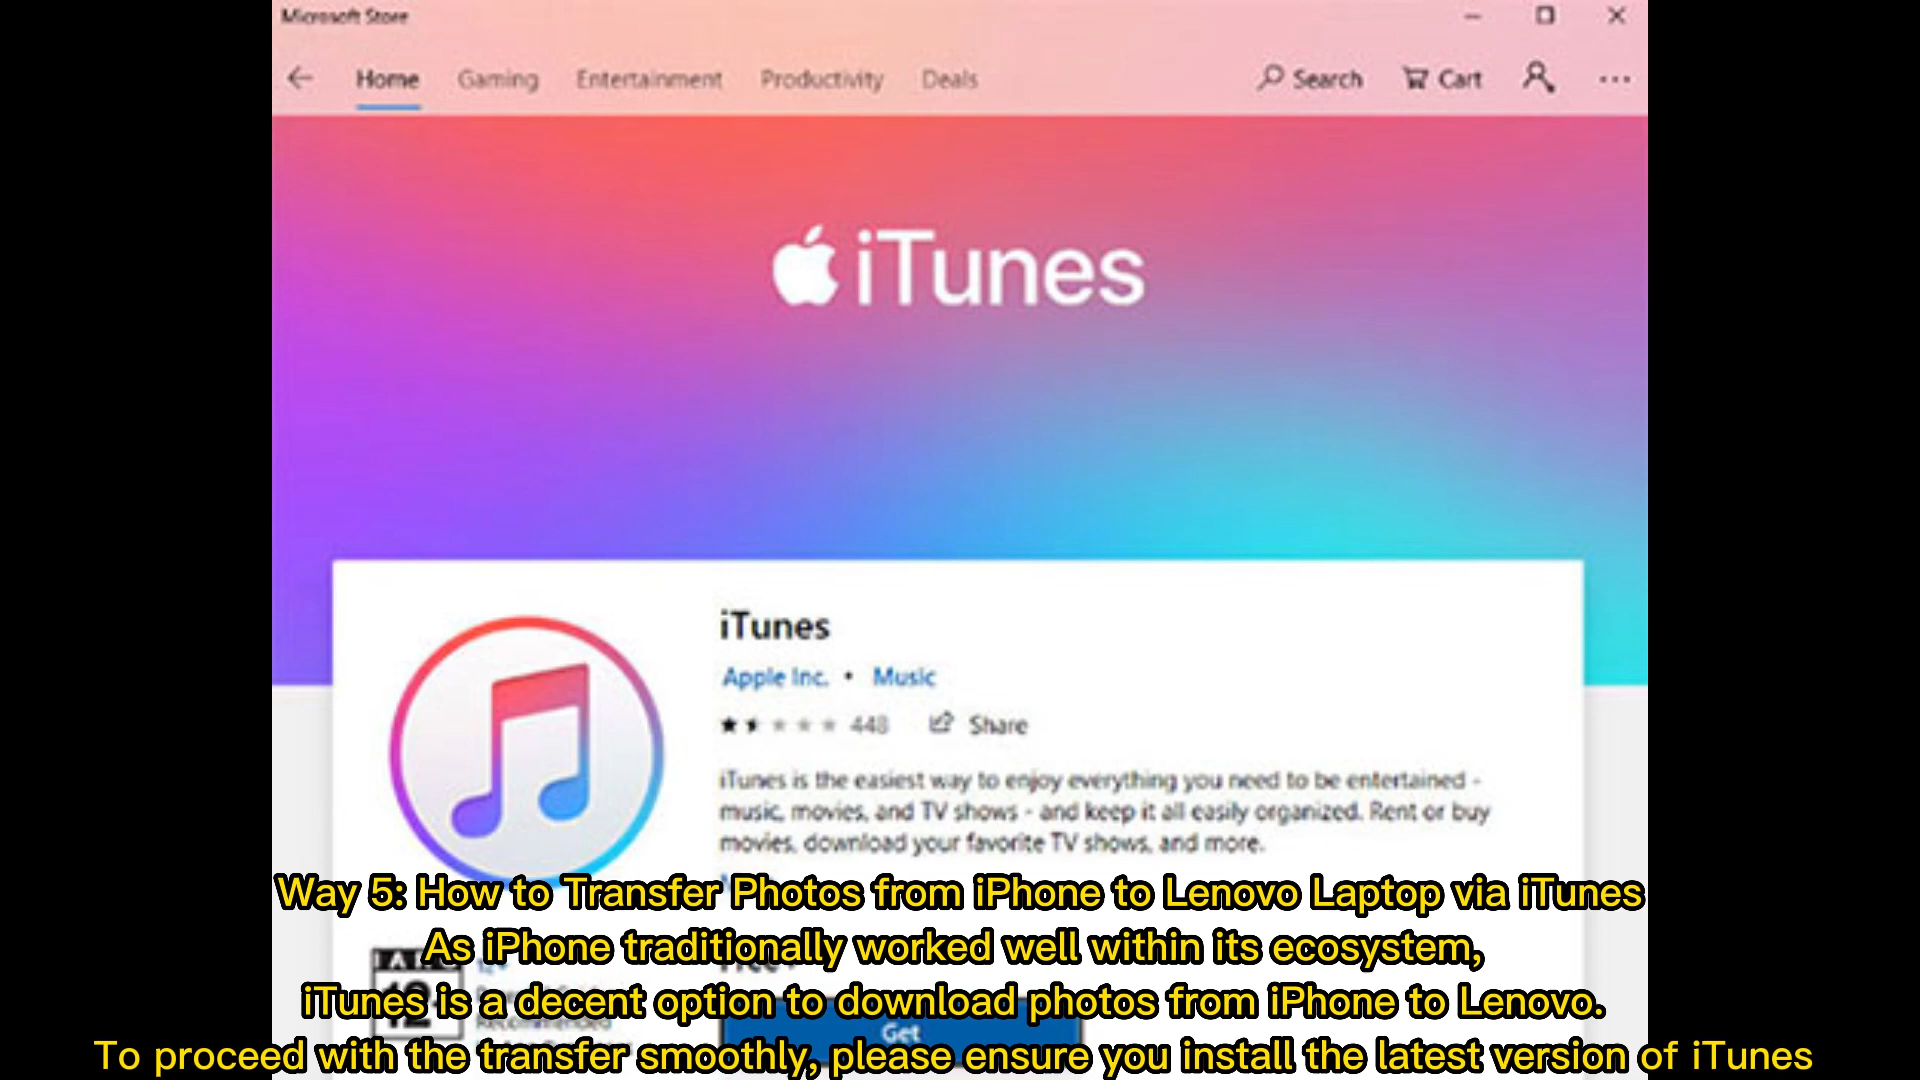 Microsoft Store
Home Gaming Entertainment Productivity Deals Search Cart
iTunes
iTunes
Apple Inc. • Music
448 Share
iTunes is the easiest way to enjoy everything you need to be entertained -
music, movies, and TV shows - and keep it all easily organized. Rent or buy
movies, download your favorite TV shows, and more.
Way 5: How to Transfer Photos from iPhone to Lenovo Laptop via iTunes
As iPhone traditionally worked well within its ecosystem,
iTunes is a decent option to download photos from iPhone to Lenovo.
Get
To proceed with the transfer smoothly, please ensure you install the latest version of iTunes